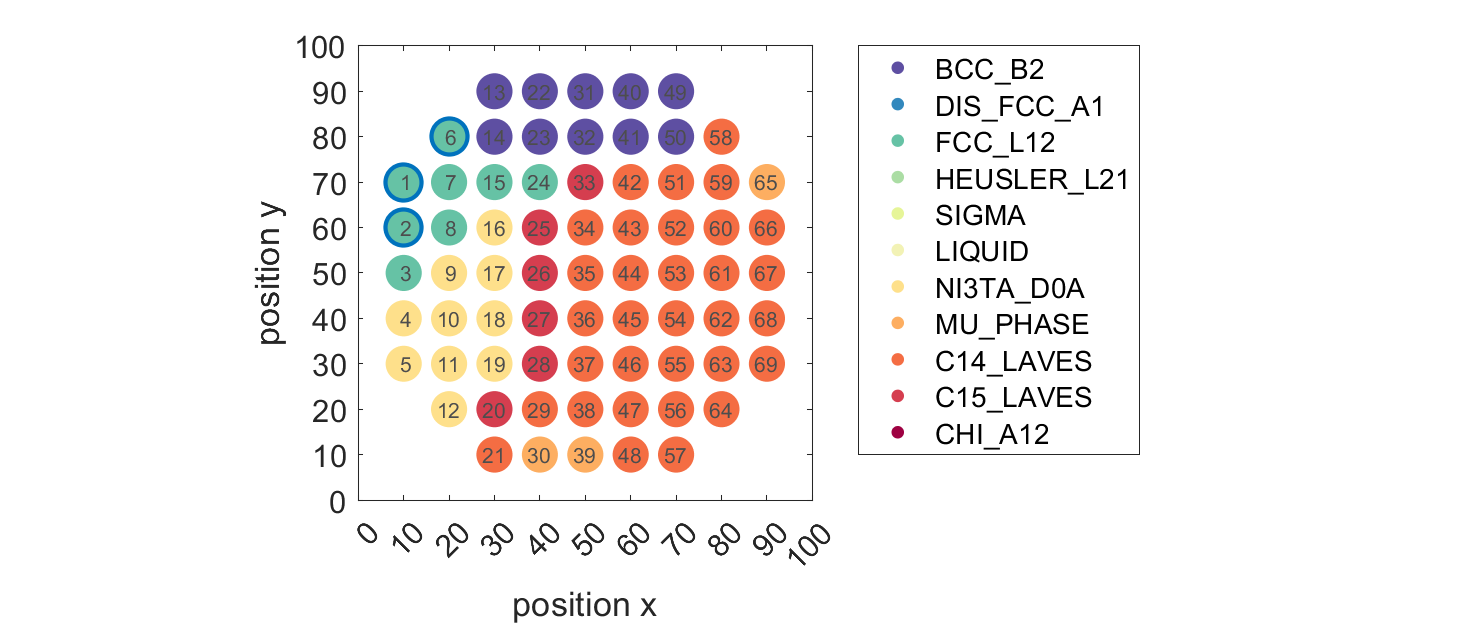 100
90
80
70
60
50
40
30
20
10
0
position y
13 22 31 40 49
6 14 23 32 41 50 58
1 7 15 24 33 42 51 59 65
2 8 16 25 34 43 52 60 66
3 9 17 26 35 44 53 61 67
4 10 18 27 36 45 54 62 68
5 11 19 28 37 46 55 63 69
12 20 29 38 47 56 64
21 30 39 48 57
0 10 20 30 40 50 60 70 80 90 100
position x
BCC_B2
DIS_FCC_A1
FCC_L12
HEUSLER_L21
SIGMA
LIQUID
NI3TA_D0A
MU_PHASE
C14_LAVES
C15_LAVES
CHI_A12